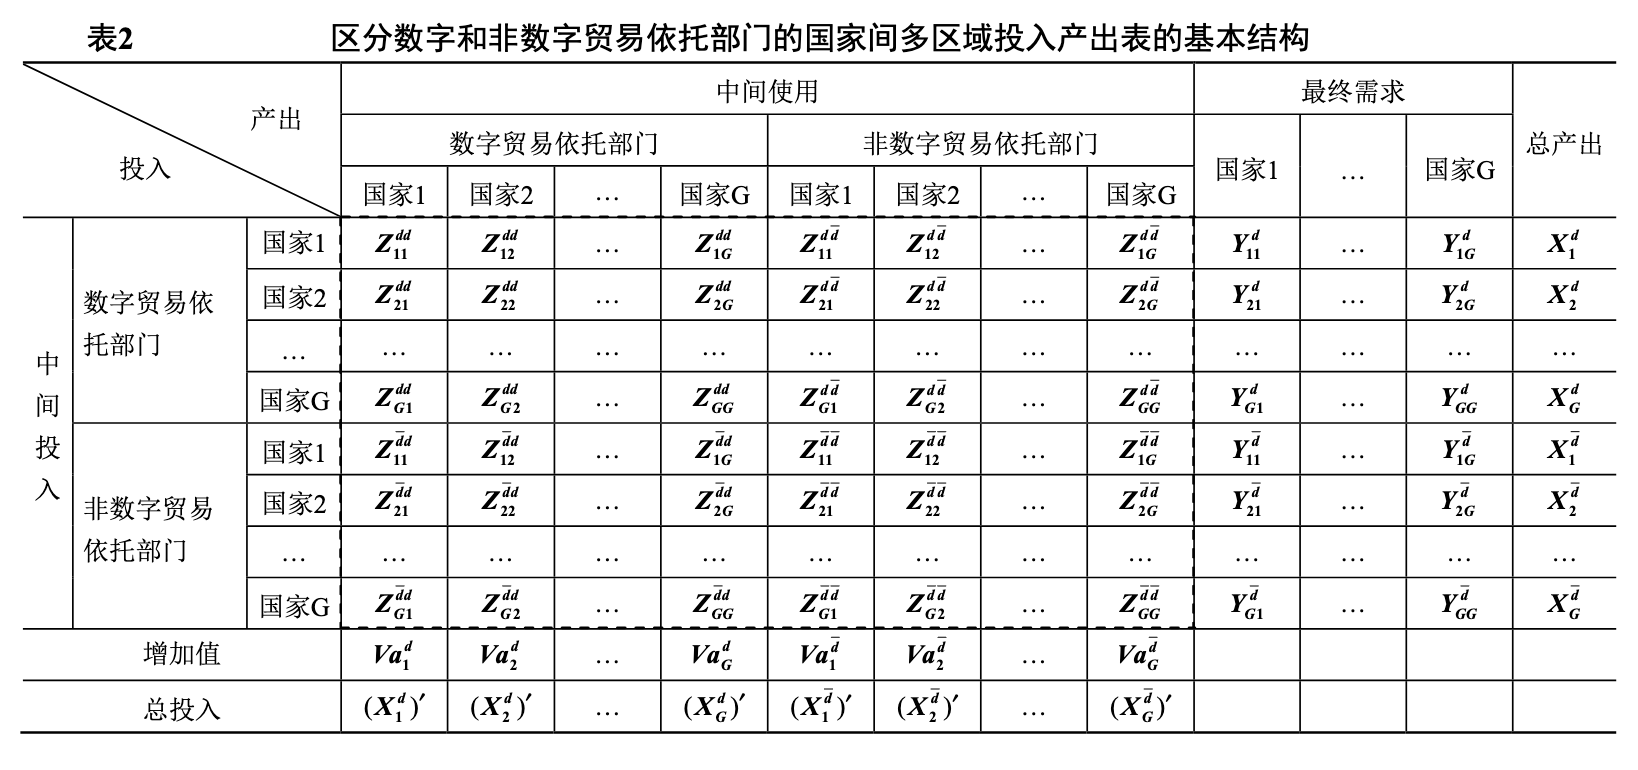 表2 区分数字和非数字贸易依托部门的国家间多区域投入产出表的基本结构
产出 中间使用 最终需求 总产出
投入 数字贸易依托部门 非数字贸易依托部门 国家1 … 国家G
国家1 国家2 … 国家G 国家1 国家2 … 国家G
中间投入 数字贸易依托部门 国家1 $Z_{11}^{dd}$ $Z_{12}^{dd}$ … $Z_{1G}^{dd}$ $Z_{11}^{d\bar{d}}$ $Z_{12}^{d\bar{d}}$ … $Z_{1G}^{d\bar{d}}$ $Y_{11}^{d}$ … $Y_{1G}^{d}$ $X_{1}^{d}$
国家2 $Z_{21}^{dd}$ $Z_{22}^{dd}$ … $Z_{2G}^{dd}$ $Z_{21}^{d\bar{d}}$ $Z_{22}^{d\bar{d}}$ … $Z_{2G}^{d\bar{d}}$ $Y_{21}^{d}$ … $Y_{2G}^{d}$ $X_{2}^{d}$
… … … … … … … … … … … … …
国家G $Z_{G1}^{dd}$ $Z_{G2}^{dd}$ … $Z_{GG}^{dd}$ $Z_{G1}^{d\bar{d}}$ $Z_{G2}^{d\bar{d}}$ … $Z_{GG}^{d\bar{d}}$ $Y_{G1}^{d}$ … $Y_{GG}^{d}$ $X_{G}^{d}$
非数字贸易依托部门 国家1 $Z_{11}^{\bar{d}d}$ $Z_{12}^{\bar{d}d}$ … $Z_{1G}^{\bar{d}d}$ $Z_{11}^{\bar{d}\bar{d}}$ $Z_{12}^{\bar{d}\bar{d}}$ … $Z_{1G}^{\bar{d}\bar{d}}$ $Y_{11}^{\bar{d}}$ … $Y_{1G}^{\bar{d}}$ $X_{1}^{\bar{d}}$
国家2 $Z_{21}^{\bar{d}d}$ $Z_{22}^{\bar{d}d}$ … $Z_{2G}^{\bar{d}d}$ $Z_{21}^{\bar{d}\bar{d}}$ $Z_{22}^{\bar{d}\bar{d}}$ … $Z_{2G}^{\bar{d}\bar{d}}$ $Y_{21}^{\bar{d}}$ … $Y_{2G}^{\bar{d}}$ $X_{2}^{\bar{d}}$
… … … … … … … … … … … … …
国家G $Z_{G1}^{\bar{d}d}$ $Z_{G2}^{\bar{d}d}$ … $Z_{GG}^{\bar{d}d}$ $Z_{G1}^{\bar{d}\bar{d}}$ $Z_{G2}^{\bar{d}\bar{d}}$ … $Z_{GG}^{\bar{d}\bar{d}}$ $Y_{G1}^{\bar{d}}$ … $Y_{GG}^{\bar{d}}$ $X_{G}^{\bar{d}}$
增加值 $Va_{1}^{d}$ $Va_{2}^{d}$ … $Va_{G}^{d}$ $Va_{1}^{\bar{d}}$ $Va_{2}^{\bar{d}}$ … $Va_{G}^{\bar{d}}$
总投入 $(X_{1}^{d})'$ $(X_{2}^{d})'$ … $(X_{G}^{d})'$ $(X_{1}^{\bar{d}})'$ $(X_{2}^{\bar{d}})'$ … $(X_{G}^{\bar{d}})'$